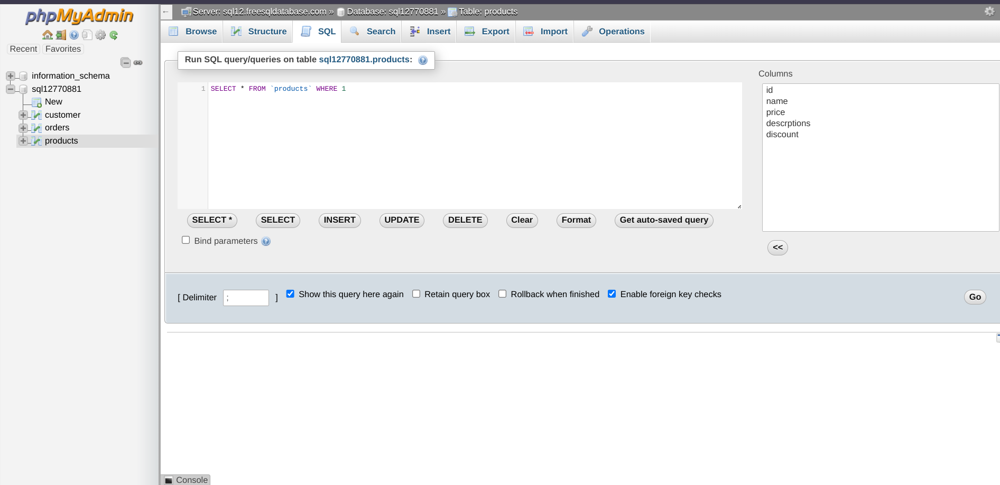 phpMyAdmin
Recent Favorites
information_schema
sql12770881
New
customer
orders
products
← Server: sql12.freesqldatabase.com » Database: sql12770881 » Table: products
Browse Structure SQL Search Insert Export Import Operations
Run SQL query/queries on table sql12770881.products:
1 SELECT * FROM `products` WHERE 1
Columns
id
name
price
descrptions
discount
SELECT * SELECT INSERT UPDATE DELETE Clear Format Get auto-saved query
Bind parameters
<<
[ Delimiter ; ] Show this query here again Retain query box Rollback when finished Enable foreign key checks Go
Console